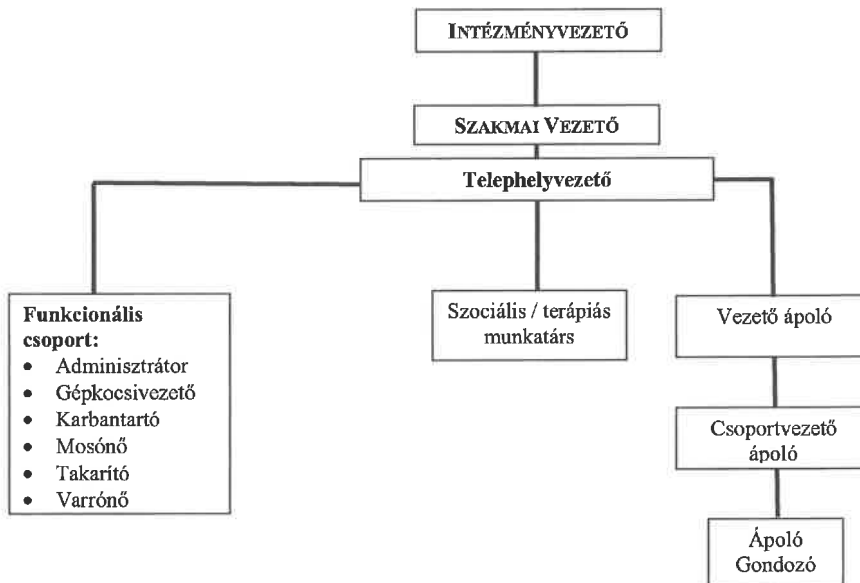 INTÉZMÉNYVEZETŐ
SZAKMAI VEZETŐ
Telephelyvezető
Funkcionális
csoport:
• Adminisztrátor
• Gépkocsivezető
• Karbantartó
• Mosónő
• Takarító
• Varrónő
Szociális / terápiás
munkatárs
Vezető ápoló
Csoportvezető
ápoló
Ápoló
Gondozó